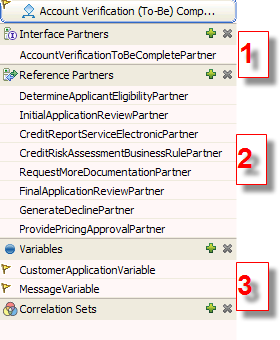 Account Verification (To-Be) Comp...
Interface Partners
1
AccountVerificationToBeCompletePartner
Reference Partners
DetermineApplicantEligibilityPartner
InitialApplicationReviewPartner
CreditReportServiceElectronicPartner
CreditRiskAssessmentBusinessRulePartner
2
RequestMoreDocumentationPartner
FinalApplicationReviewPartner
GenerateDeclinePartner
ProvidePricingApprovalPartner
Variables
CustomerApplicationVariable
3
MessageVariable
Correlation Sets